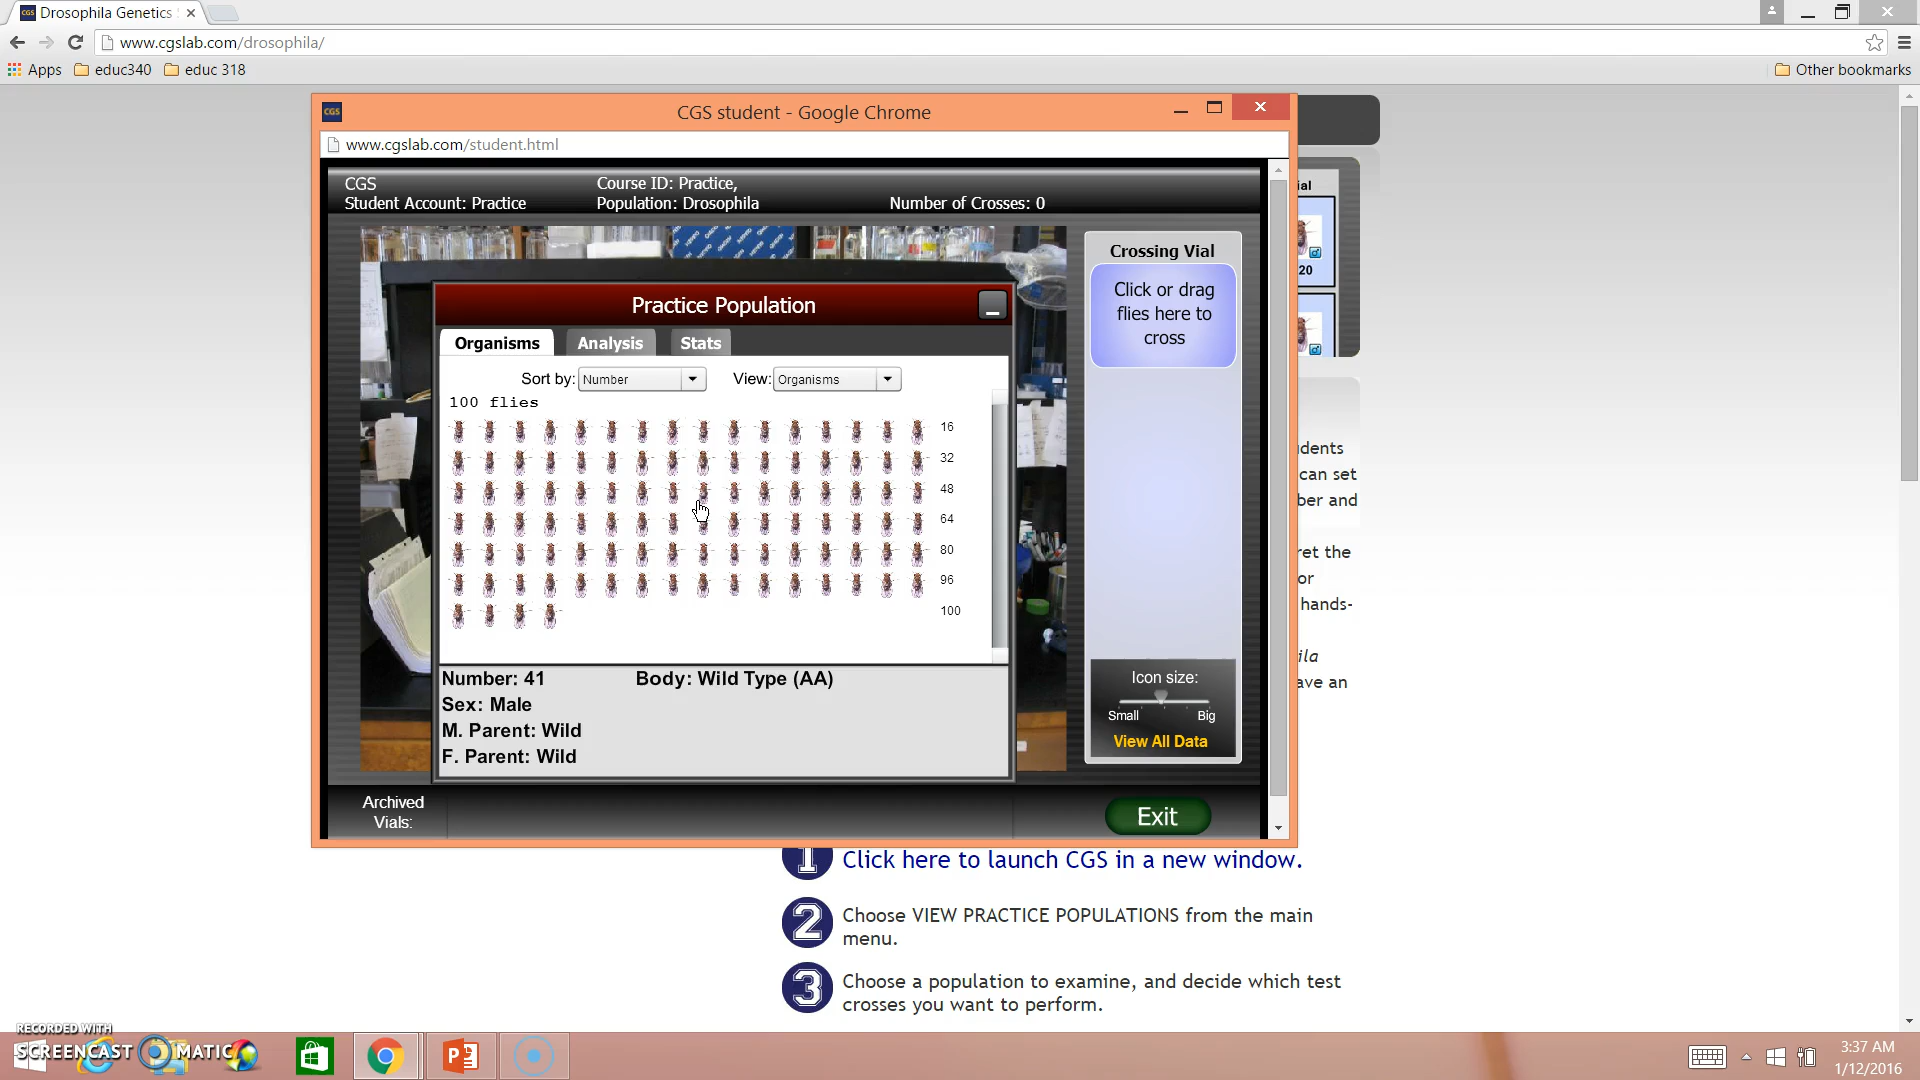 CGS Drosophila Genetics
www.cgslab.com/drosophila/
Apps educ340 educ 318 Other bookmarks
CGS CGS student - Google Chrome
www.cgslab.com/student.html
CGS
Student Account: Practice
Course ID: Practice,
Population: Drosophila
Number of Crosses: 0
Practice Population
Organisms Analysis Stats
Sort by: Number View: Organisms
100 flies
16
32
48
64
80
96
100
Number: 41 Body: Wild Type (AA)
Sex: Male
M. Parent: Wild
F. Parent: Wild
Crossing Vial
Click or drag
flies here to
cross
Icon size:
Small Big
View All Data
Archived
Vials:
Exit
ial
20
udents
can set
ber and
ret the
or
hands-
ila
ave an
1 Click here to launch CGS in a new window.
2 Choose VIEW PRACTICE POPULATIONS from the main
menu.
3 Choose a population to examine, and decide which test
crosses you want to perform.
RECORDED WITH
SCREENCAST MATIC
3:37 AM
1/12/2016